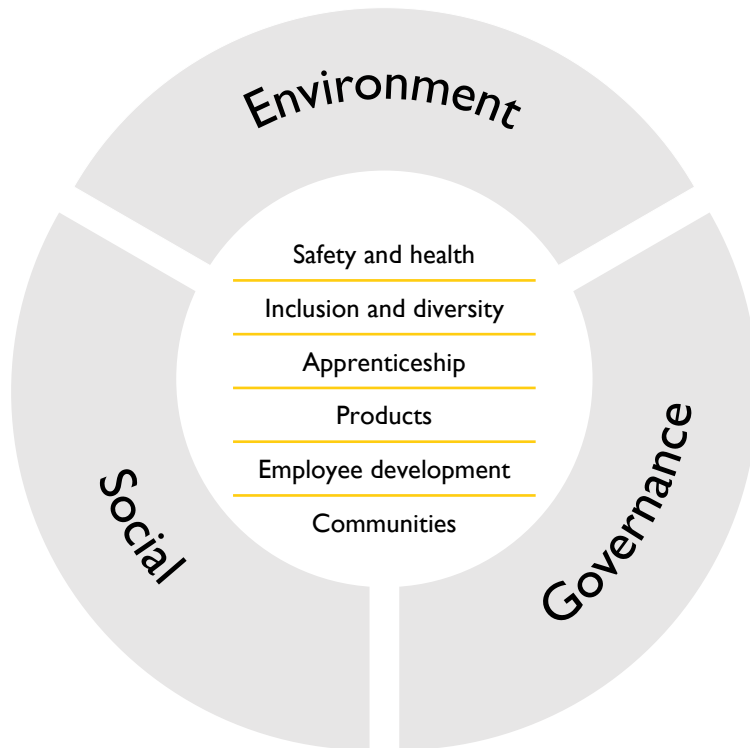 Environment
Safety and health
Inclusion and diversity
Apprenticeship
Products
Employee development
Communities
Social
Governance